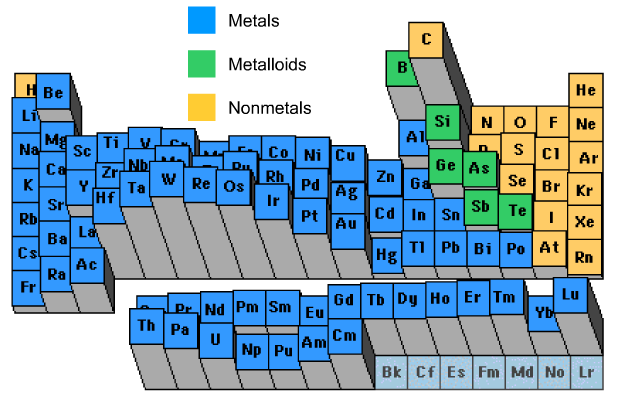 Metals
Metalloids
Nonmetals
C
B
H Be He
Li Si N O F Ne
Na Mg Sc Ti V Co Ni Cu Al S Cl Ar
K Ca Y Zr Nb Ru Rh Pd Ag Zn Ga Ge As Se Br Kr
Rb Sr La Hf Ta W Re Os Ir Pt Au Cd In Sn Sb Te I Xe
Cs Ba Ac Hg Tl Pb Bi Po At Rn
Fr Ra
Pr Nd Pm Sm Eu Gd Tb Dy Ho Er Tm Yb Lu
Th Pa U Np Pu Am Cm
Bk Cf Es Fm Md No Lr